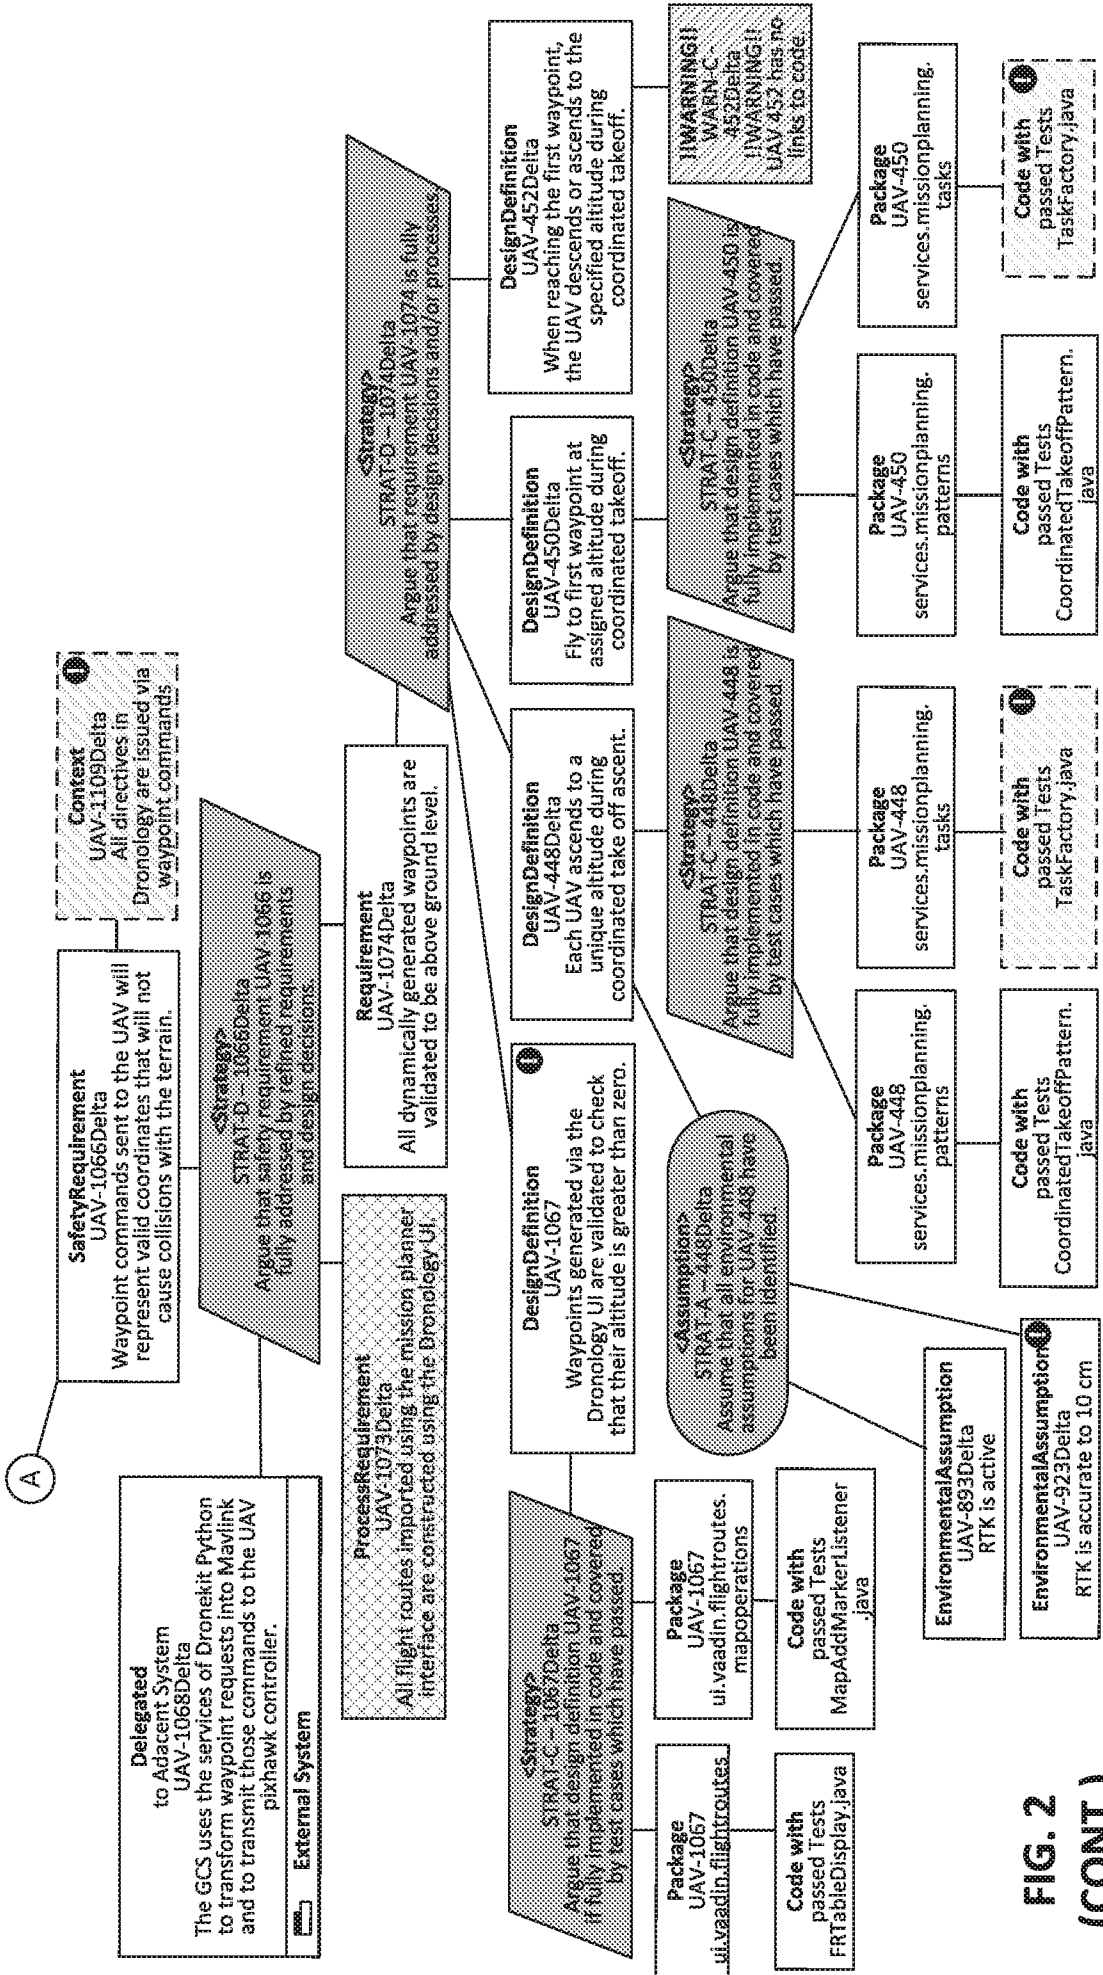 A
SafetyRequirement
UAV-1066Delta
Waypoint commands sent to the UAV will
represent valid coordinates that will not
cause collisions with the terrain.
Context
UAV-1109Delta
All directives in
Dronology are issued via
waypoint commands
Delegated
to Adacent System
UAV-1068Delta
The GCS uses the services of Dronekit Python
to transform waypoint requests into Mavlink
and to transmit those commands to the UAV
pixhawk controller.
External System
<Strategy>
STRAT-D--1066Delta
Argue that safety requirement UAV-1066 is
fully addressed by refined requirements
and design decisions.
ProcessRequirement
UAV-1073Delta
All flight routes imported using the mission planner
interface are constructed using the Dronology UI.
Requirement
UAV-1074Delta
All dynamically generated waypoints are
validated to be above ground level.
<Strategy>
STRAT-D--1074Delta
Argue that requirement UAV-1074 is fully
addressed by design decisions and/or processes.
<Strategy>
STRAT-C--1067Delta
Argue that design definition UAV-1067
if fully implemented in code and covered
by test cases which have passed
DesignDefinition
UAV-1067
Waypoints generated via the
Dronology UI are validated to check
that their altitude is greater than zero.
DesignDefinition
UAV-448Delta
Each UAV ascends to a
unique altitude during
coordinated take off ascent.
DesignDefinition
UAV-450Delta
Fly to first waypoint at
assigned altitude during
coordinated takeoff.
DesignDefinition
UAV-452Delta
When reaching the first waypoint,
the UAV descends or ascends to the
specified altitude during
coordinated takeoff.
Package
UAV-1067
ui.vaadin.flightroutes
Package
UAV-1067
ui.vaadin.flightroutes.
mapoperations
<Assumption>
STRAT-A--448Delta
Assume that all environmental
assumptions for UAV-448 have
been identified
<Strategy>
STRAT-C--448Delta
Argue that design definition UAV-448 is
fully implemented in code and covered
by test cases which have passed.
<Strategy>
STRAT-C--450Delta
Argue that design definition UAV-450 is
fully implemented in code and covered
by test cases which have passed.
!!WARNING!!
WARN-C-
452Delta
!!WARNING!!
UAV 452 has no
links to code.
Code with
passed Tests
FRTableDisplay.java
Code with
passed Tests
MapAddMarkerListener
.java
Package
UAV-448
services.missionplanning.
patterns
Package
UAV-448
services.missionplanning.
tasks
Package
UAV-450
services.missionplanning.
patterns
Package
UAV-450
services.missionplanning.
tasks
EnvironmentalAssumption
UAV-893Delta
RTK is active
EnvironmentalAssumption
UAV-923Delta
RTK is accurate to 10 cm
Code with
passed Tests
CoordinatedTakeoffPattern.
java
Code with
passed Tests
TaskFactory.java
Code with
passed Tests
CoordinatedTakeoffPattern.
java
Code with
passed Tests
TaskFactory.java
FIG. 2
(CONT.)